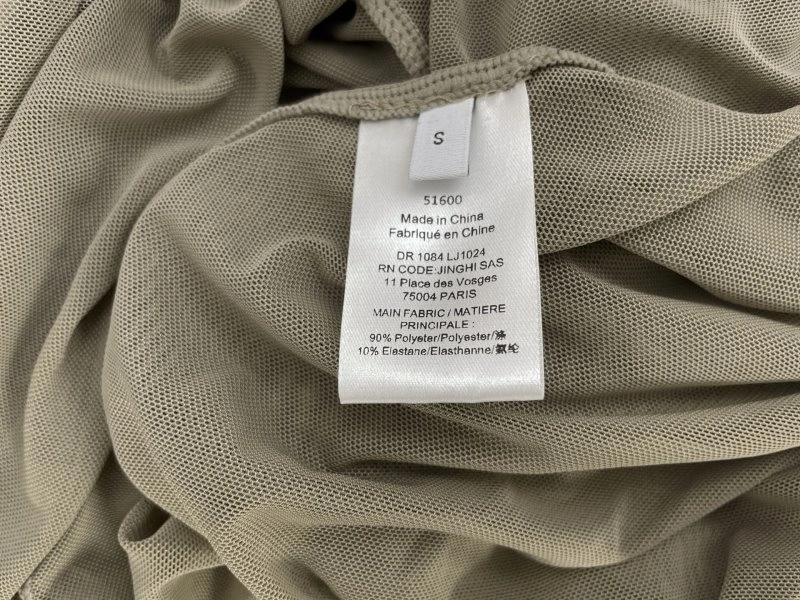 S
51600
Made in China
Fabriqué en Chine
DR 1084 LJ1024
RN CODE:JINGHI SAS
11 Place des Vosges
75004 PARIS
MAIN FABRIC / MATIERE
PRINCIPALE :
90% Polyster/Polyester/涤
10% Elastane/Elasthanne/氨纶